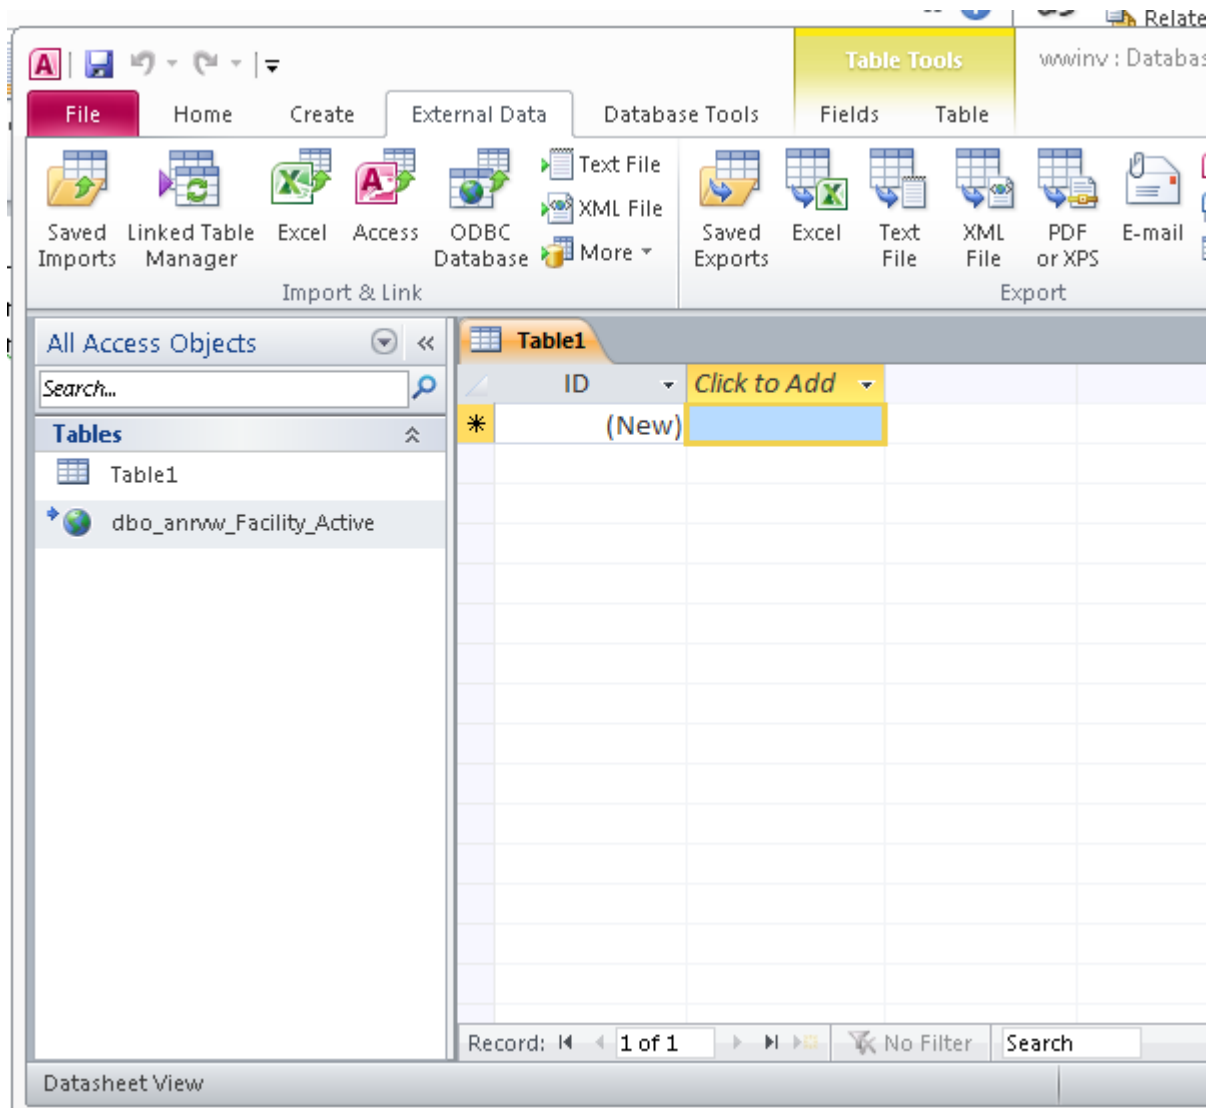 Relate
A
Table Tools
wwinv : Databas
File Home Create External Data Database Tools Fields Table
Text File
XML File
More
Saved Imports
Linked Table Manager
Excel
Access
ODBC Database
Saved Exports
Excel
Text File
XML File
PDF or XPS
E-mail
Import & Link
Export
All Access Objects
Search...
Tables
Table1
dbo_anrvw_Facility_Active
Table1
ID Click to Add
(New)
Record: 1 of 1 No Filter Search
Datasheet View